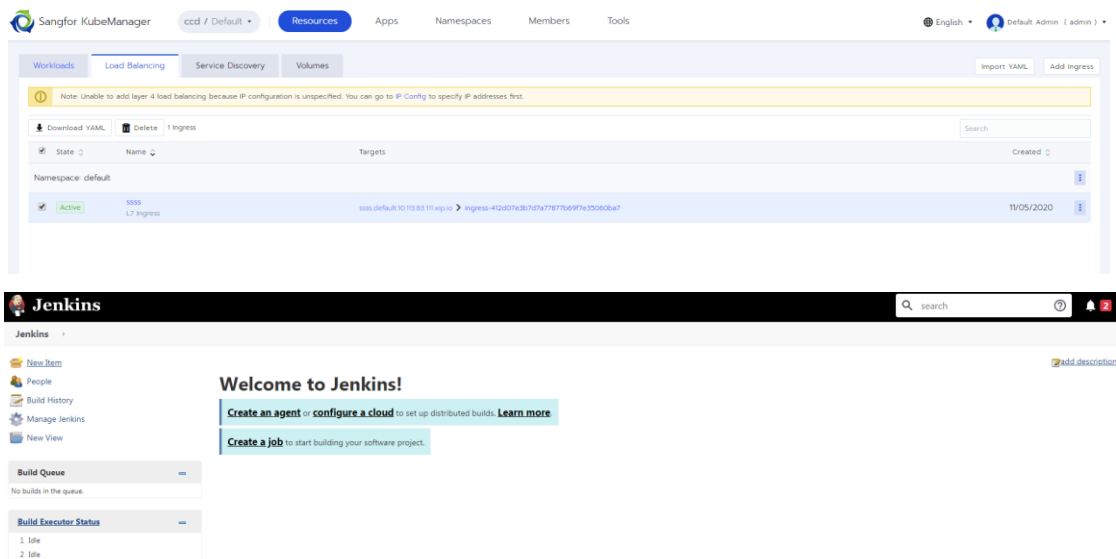 Sangfor KubeManager ccd / Default Resources Apps Namespaces Members Tools English Default Admin ( admin )
Workloads Load Balancing Service Discovery Volumes Import YAML Add Ingress
Note: Unable to add layer 4 load balancing because IP configuration is unspecified. You can go to IP Config to specify IP addresses first.
Download YAML Delete 1 Ingress Search
State Name Targets Created
Namespace: default
Active ssss ssss.default.10.113.83.111.xip.io > ingress-412d07e3b7d7a77877b69f7e35060ba7 11/05/2020
L7 Ingress
Jenkins search 2
Jenkins
New Item add description
People
Build History
Manage Jenkins
New View
Welcome to Jenkins!
Create an agent or configure a cloud to set up distributed builds. Learn more.
Create a job to start building your software project.
Build Queue
No builds in the queue.
Build Executor Status
1 Idle
2 Idle